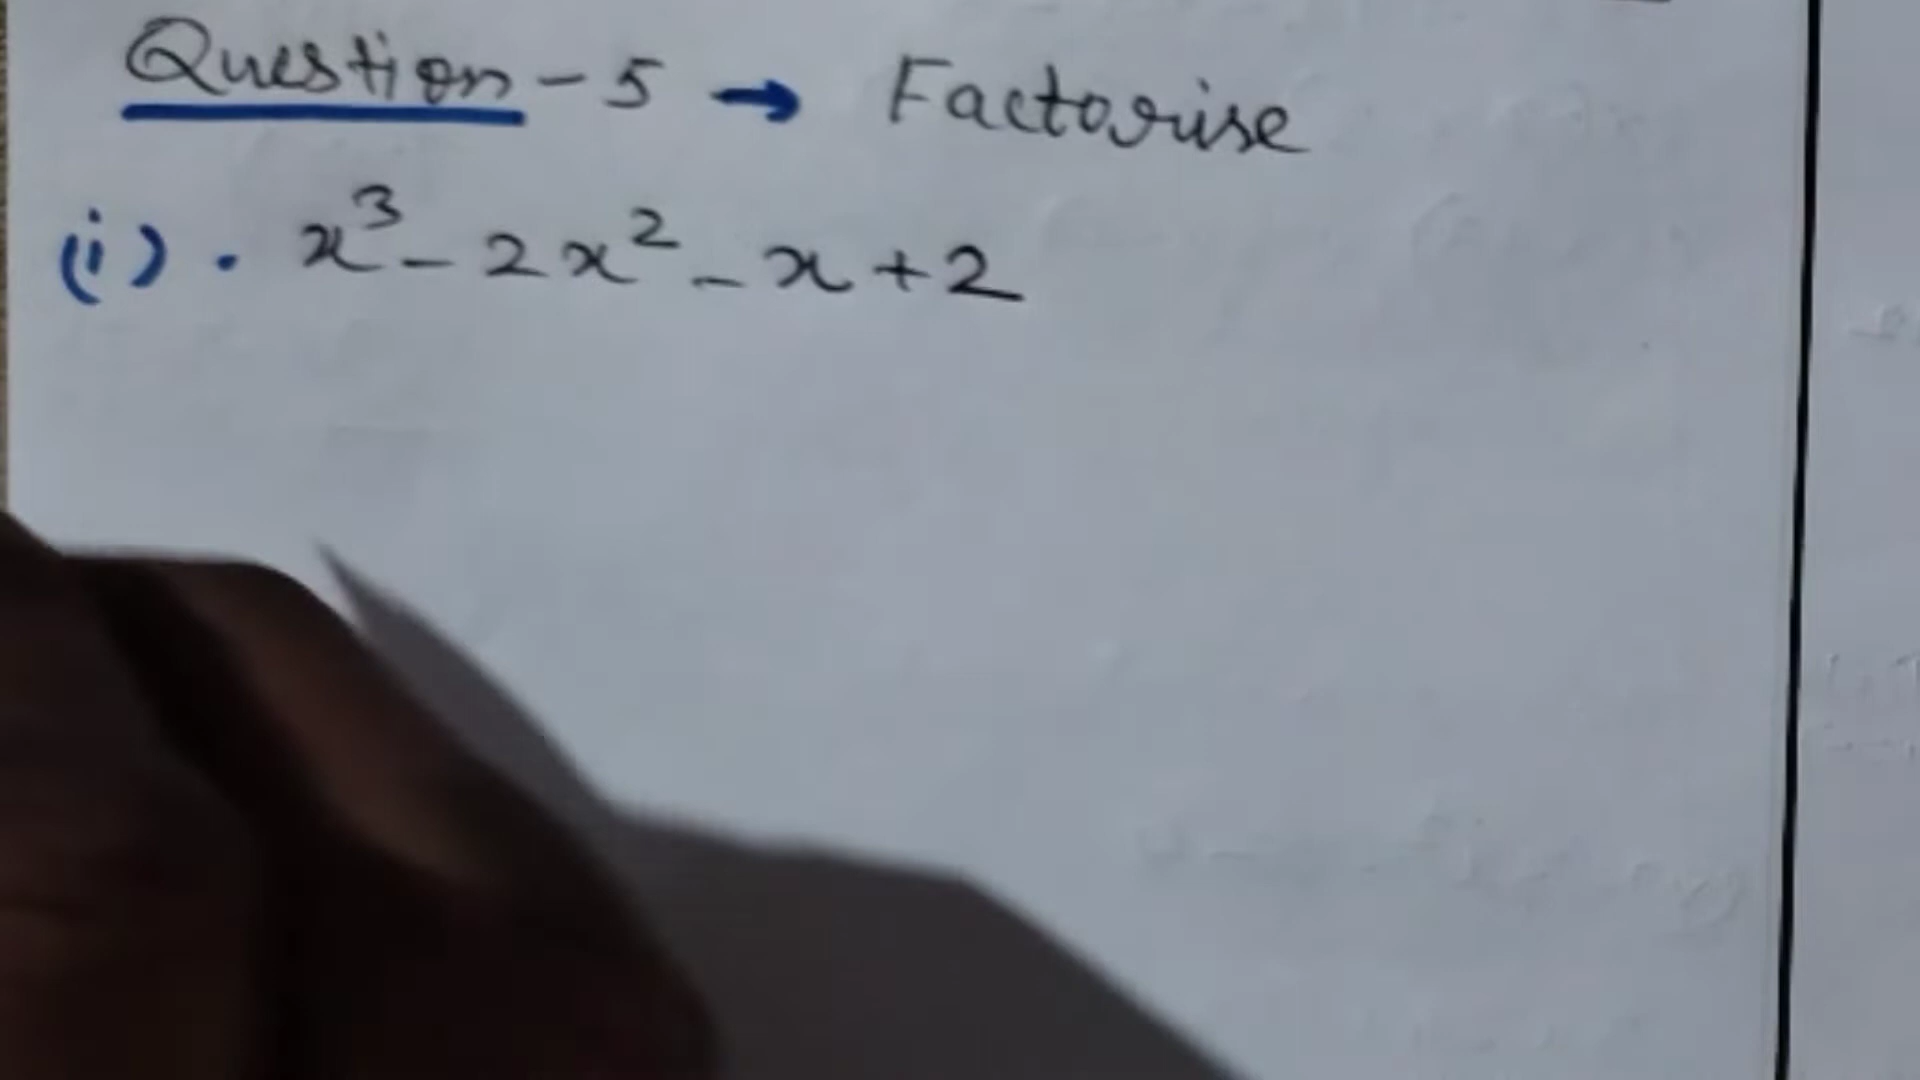 Question - 5 → Factorise
(i). x³ - 2x² - x + 2